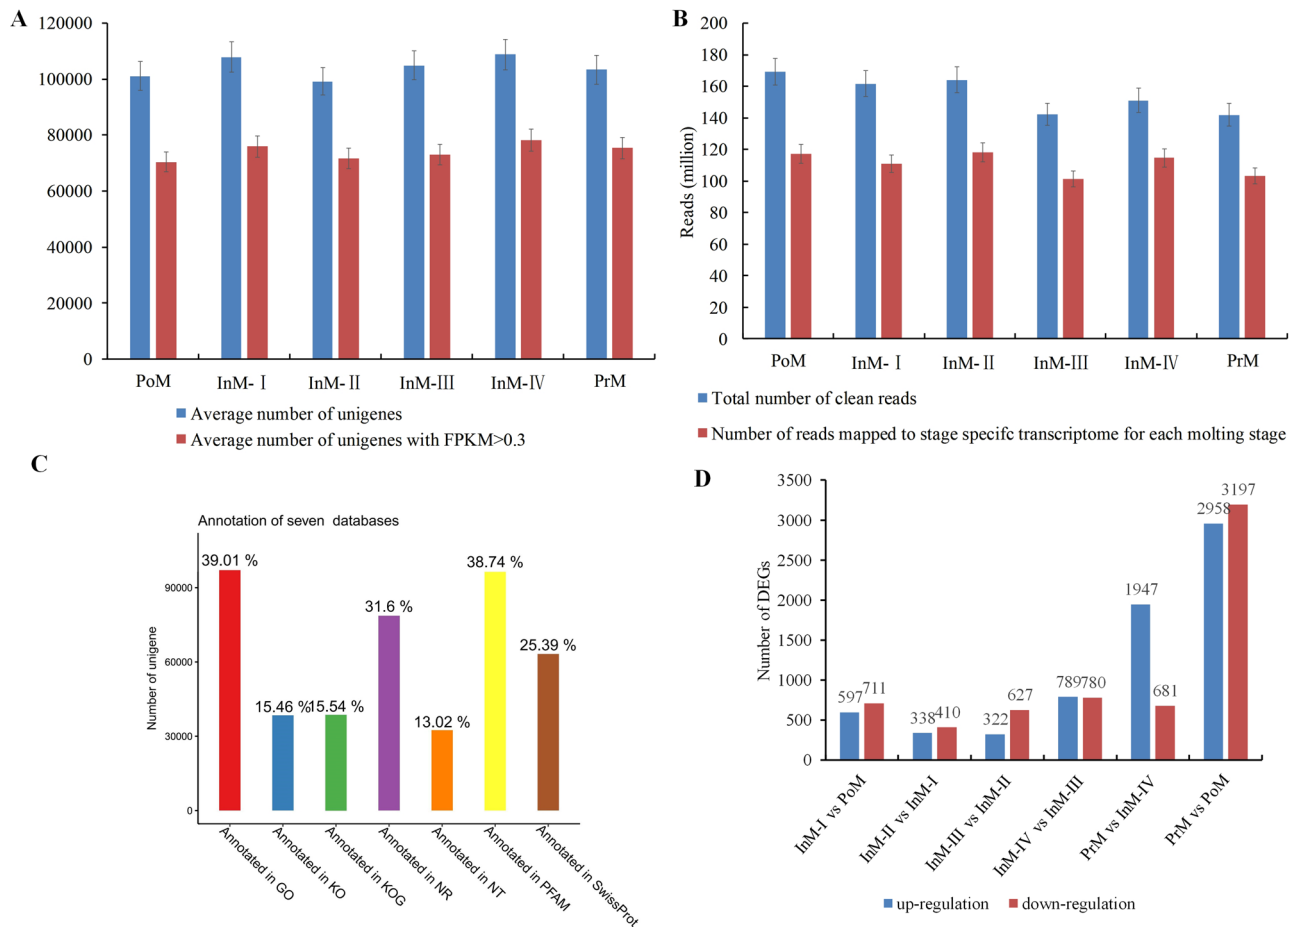 A
120000
100000
80000
60000
40000
20000
0
PoM
InM- Ⅰ
InM- Ⅱ
InM-Ⅲ
InM-Ⅳ
PrM
Average number of unigenes
Average number of unigenes with FPKM>0.3
B
Reads (million)
200
180
160
140
120
100
80
60
40
20
0
PoM
InM- Ⅰ
InM- Ⅱ
InM-Ⅲ
InM-Ⅳ
PrM
Total number of clean reads
Number of reads mapped to stage specifc transcriptome for each molting stage
C
Annotation of seven databases
Number of unigene
90000
60000
30000
0
39.01 %
15.46 %
15.54 %
31.6 %
13.02 %
38.74 %
25.39 %
Annotated in GO
Annotated in KO
Annotated in KOG
Annotated in NR
Annotated in NT
Annotated in PFAM
Annotated in SwissProt
D
Number of DEGs
3500
3000
2500
2000
1500
1000
500
0
597
711
338
410
322
627
789
780
1947
681
2958
3197
InM-I vs PoM
InM-II vs InM-I
InM-III vs InM-II
InM-IV vs InM-III
PrM vs InM-IV
PrM vs PoM
up-regulation
down-regulation